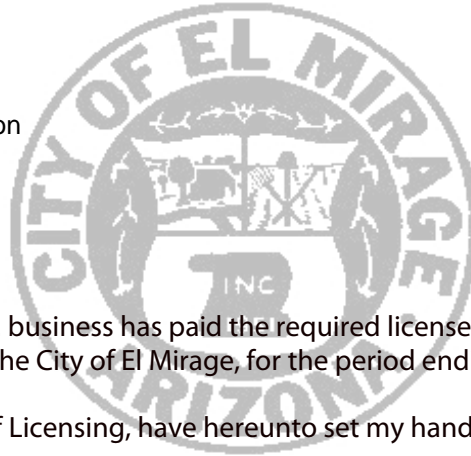 CITY OF EL MIRAGE
on
INC
business has paid the required license
he City of El Mirage, for the period end
ARIZONA
f Licensing, have hereunto set my hand